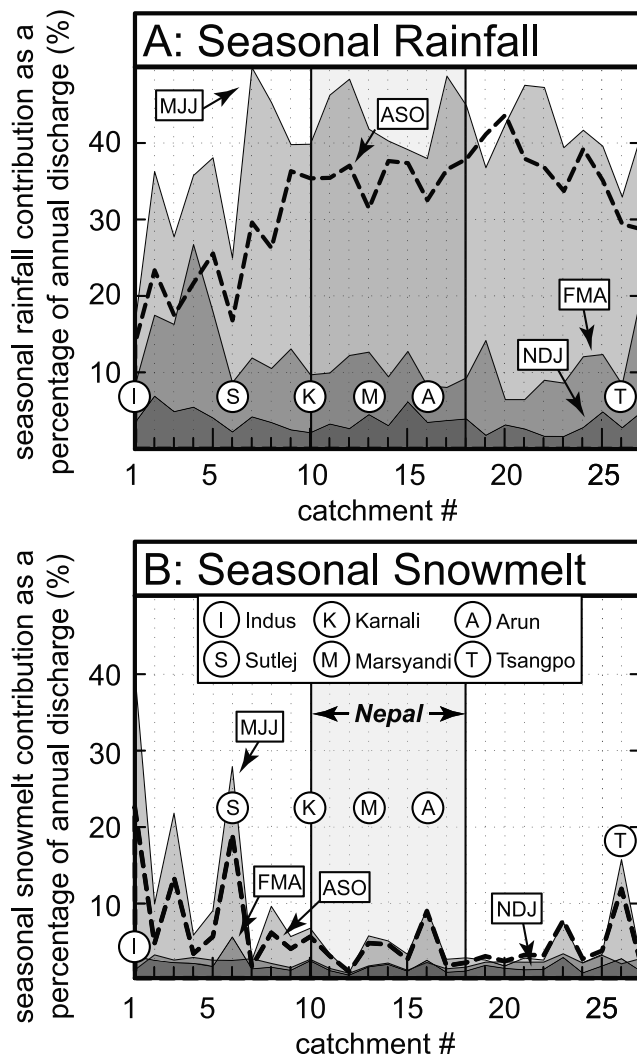 A: Seasonal Rainfall
seasonal rainfall contribution as a
percentage of annual discharge (%)
MJJ
ASO
40
30
20
FMA
NDJ
10
I
S
K
M
A
T
1
5
10
15
20
25
catchment #
B: Seasonal Snowmelt
seasonal snowmelt contribution as a
percentage of annual discharge (%)
I Indus K Karnali A Arun
S Sutlej M Marsyandi T Tsangpo
40
Nepal
MJJ
30
S
K
M
A
20
T
FMA
ASO
NDJ
10
I
1
5
10
15
20
25
catchment #